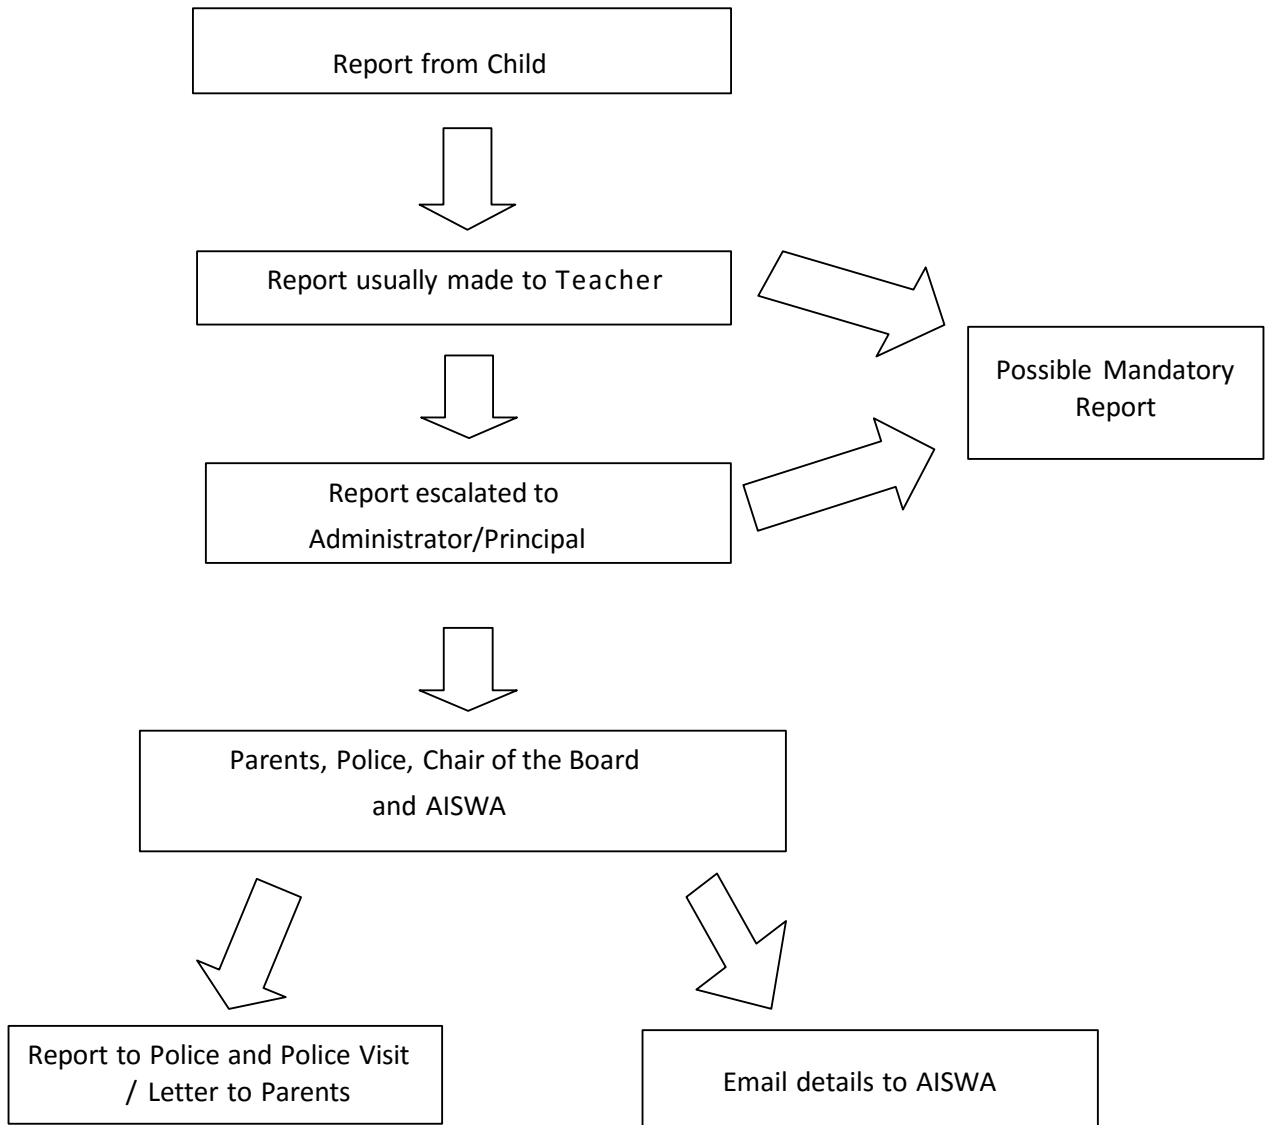 Report from Child
Report usually made to Teacher
Possible Mandatory
Report
Report escalated to
Administrator/Principal
Parents, Police, Chair of the Board
and AISWA
Report to Police and Police Visit
/ Letter to Parents
Email details to AISWA